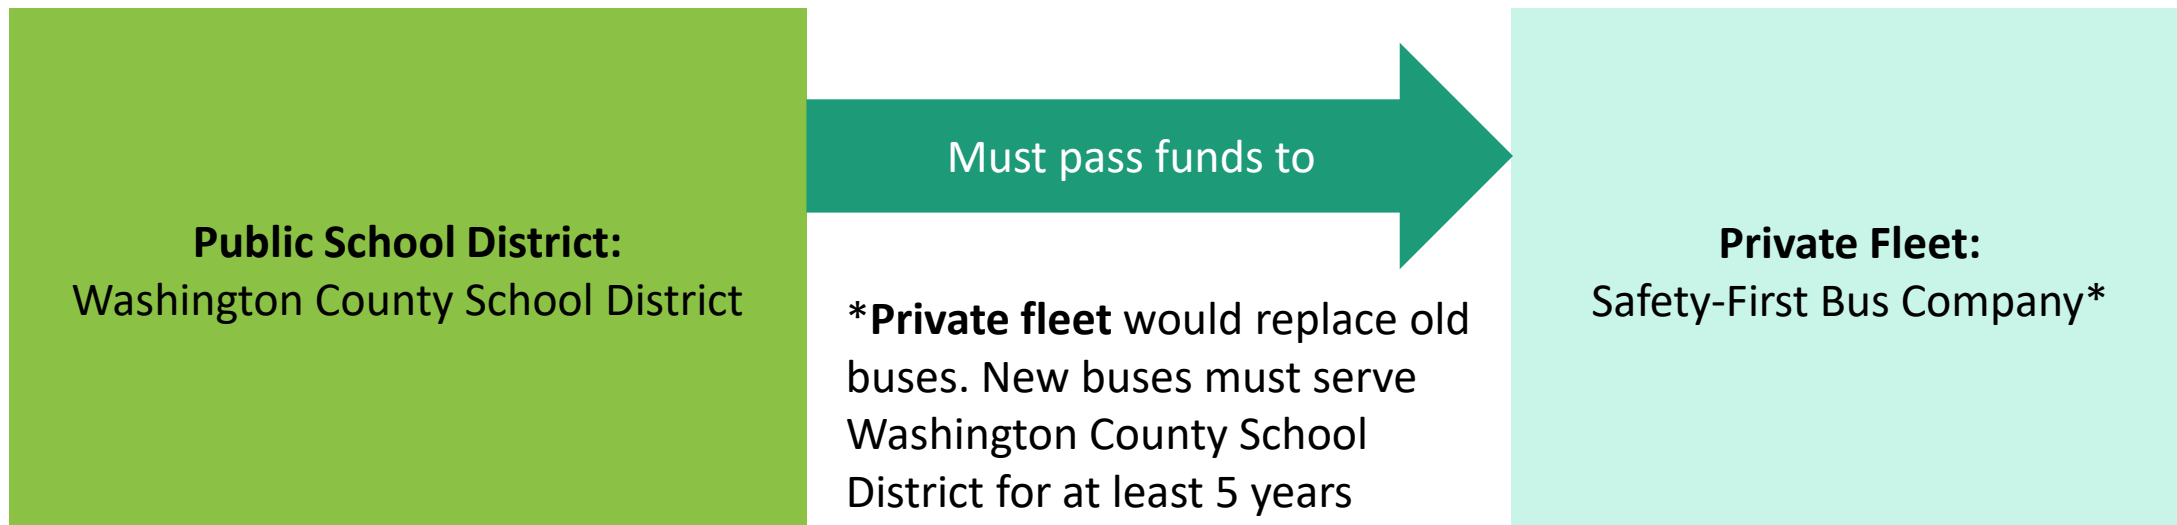 Public School District:
Washington County School District
Must pass funds to
*Private fleet would replace old
buses. New buses must serve
Washington County School
District for at least 5 years
Private Fleet:
Safety-First Bus Company*